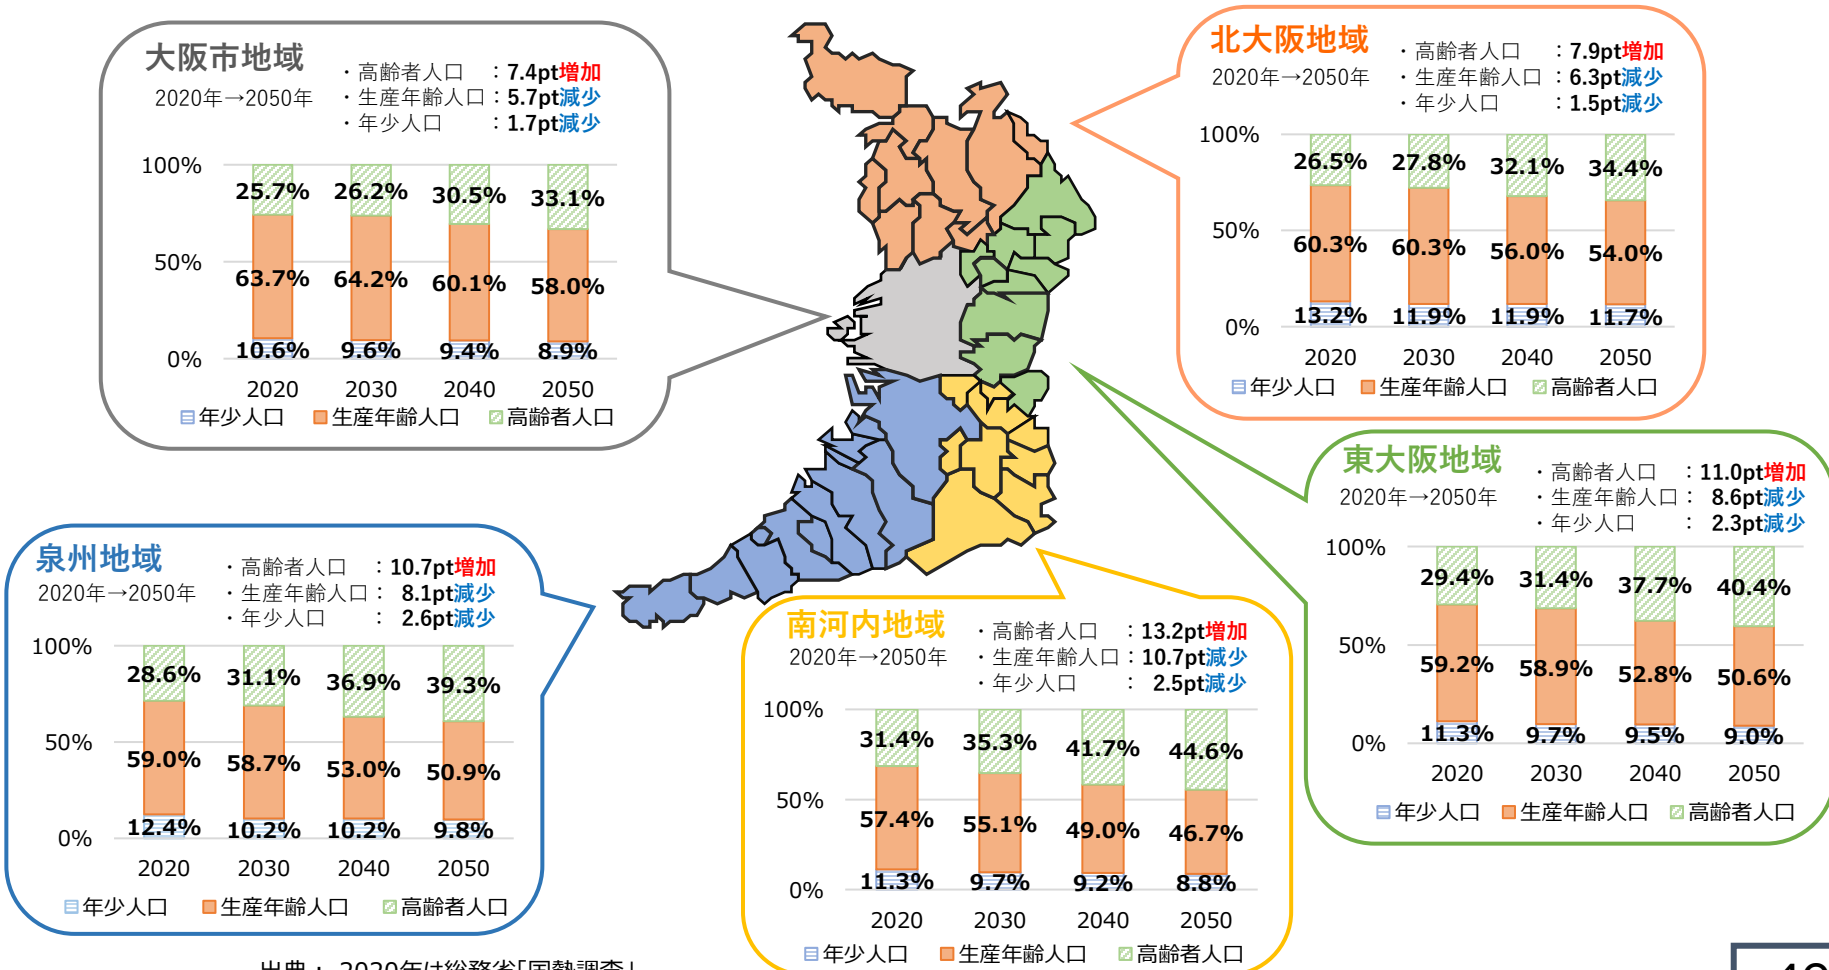 大阪市地域
2020年→2050年
・高齢者人口 ：7.4pt増加
・生産年齢人口：5.7pt減少
・年少人口 ：1.7pt減少
100%
50%
0%
25.7% 26.2% 30.5% 33.1%
63.7% 64.2% 60.1% 58.0%
10.6% 9.6% 9.4% 8.9%
2020 2030 2040 2050
年少人口 生産年齢人口 高齢者人口
北大阪地域
2020年→2050年
・高齢者人口 ：7.9pt増加
・生産年齢人口：6.3pt減少
・年少人口 ：1.5pt減少
100%
50%
0%
26.5% 27.8% 32.1% 34.4%
60.3% 60.3% 56.0% 54.0%
13.2% 11.9% 11.9% 11.7%
2020 2030 2040 2050
年少人口 生産年齢人口 高齢者人口
東大阪地域
2020年→2050年
・高齢者人口 ：11.0pt増加
・生産年齢人口： 8.6pt減少
・年少人口 ： 2.3pt減少
100%
50%
0%
29.4% 31.4% 37.7% 40.4%
59.2% 58.9% 52.8% 50.6%
11.3% 9.7% 9.5% 9.0%
2020 2030 2040 2050
年少人口 生産年齢人口 高齢者人口
泉州地域
2020年→2050年
・高齢者人口 ：10.7pt増加
・生産年齢人口： 8.1pt減少
・年少人口 ： 2.6pt減少
100%
50%
0%
28.6% 31.1% 36.9% 39.3%
59.0% 58.7% 53.0% 50.9%
12.4% 10.2% 10.2% 9.8%
2020 2030 2040 2050
年少人口 生産年齢人口 高齢者人口
南河内地域
2020年→2050年
・高齢者人口 ：13.2pt増加
・生産年齢人口：10.7pt減少
・年少人口 ： 2.5pt減少
100%
50%
0%
31.4% 35.3% 41.7% 44.6%
57.4% 55.1% 49.0% 46.7%
11.3% 9.7% 9.2% 8.8%
2020 2030 2040 2050
年少人口 生産年齢人口 高齢者人口
出典： 2020年は総務省「国勢調査」